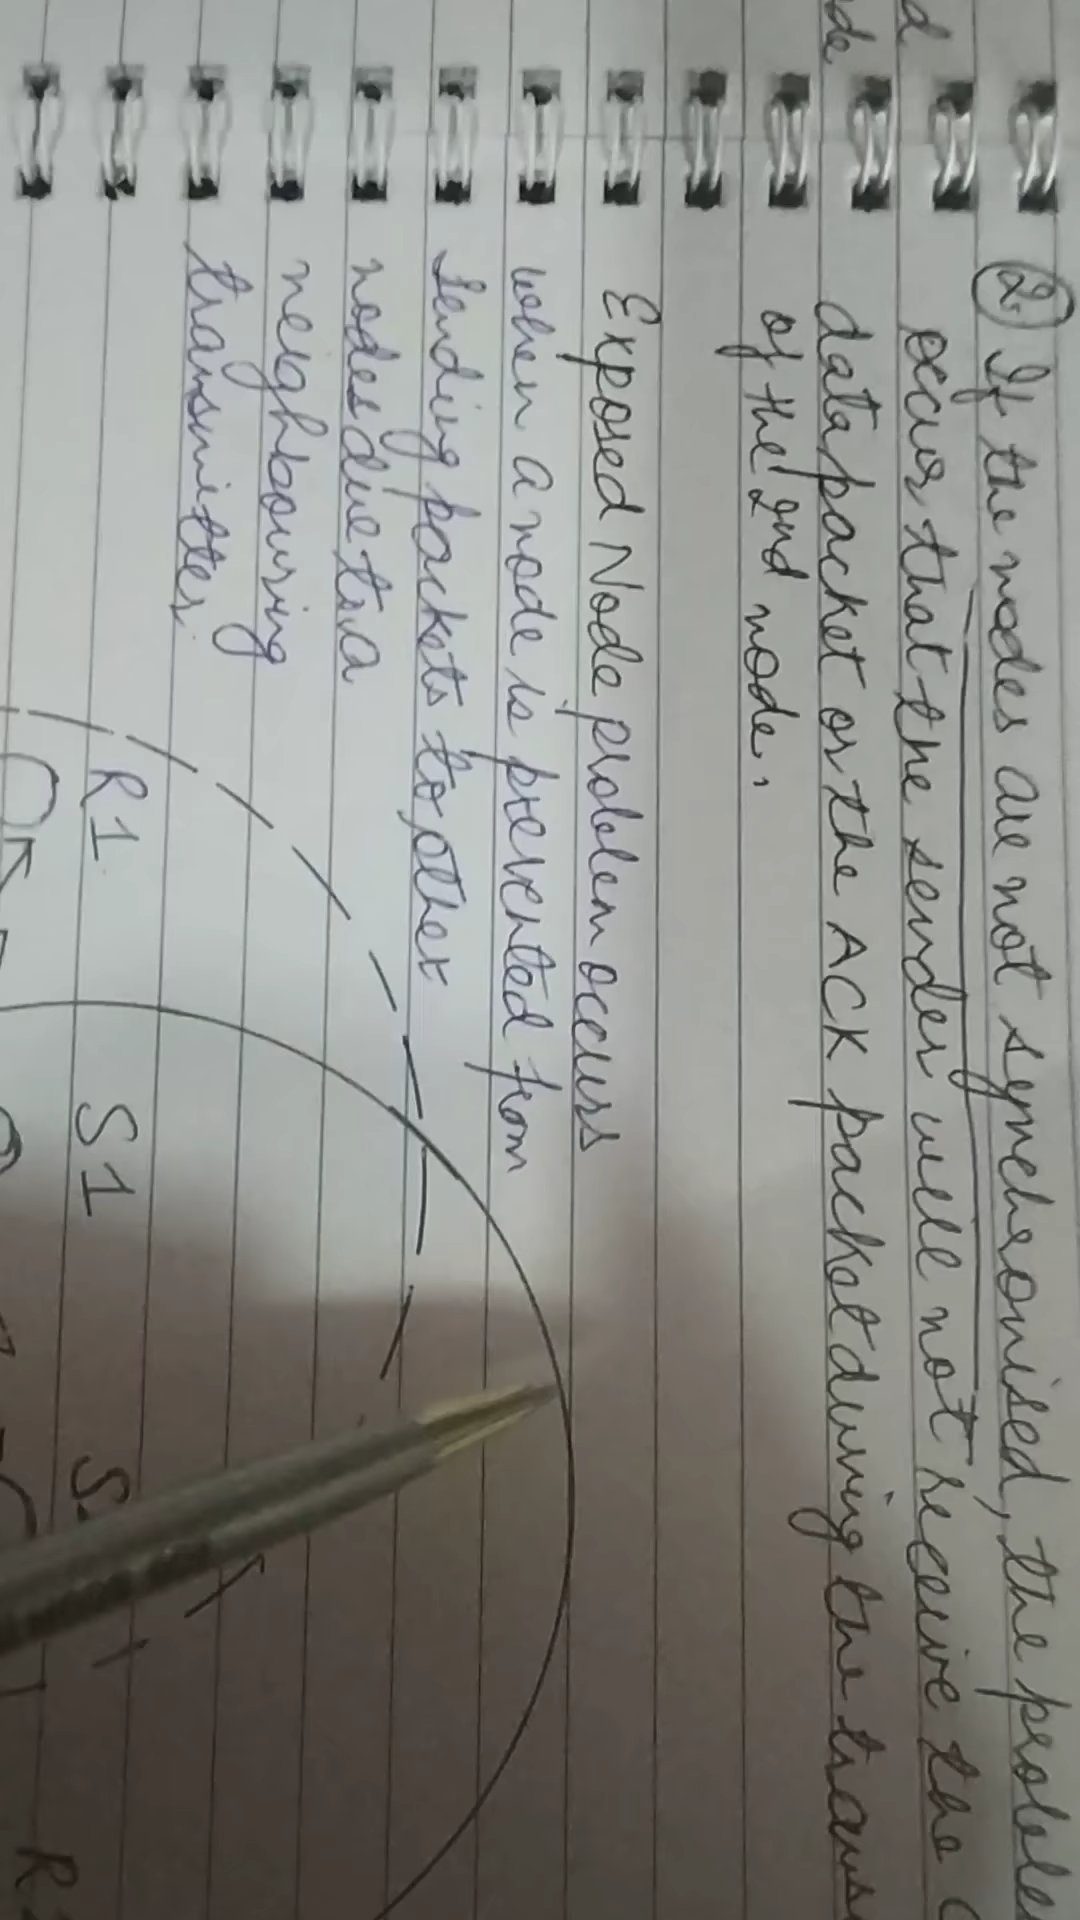 ② If the nodes are not synchronised, the
occur that the sender will not receive the
data packet or the ACK packet during the
of the 2nd node.
Exposed Node problem occurs
when a node is prevented from
sending packets to other
nodes due to a
neighbouring
transmitter.
R1 S1